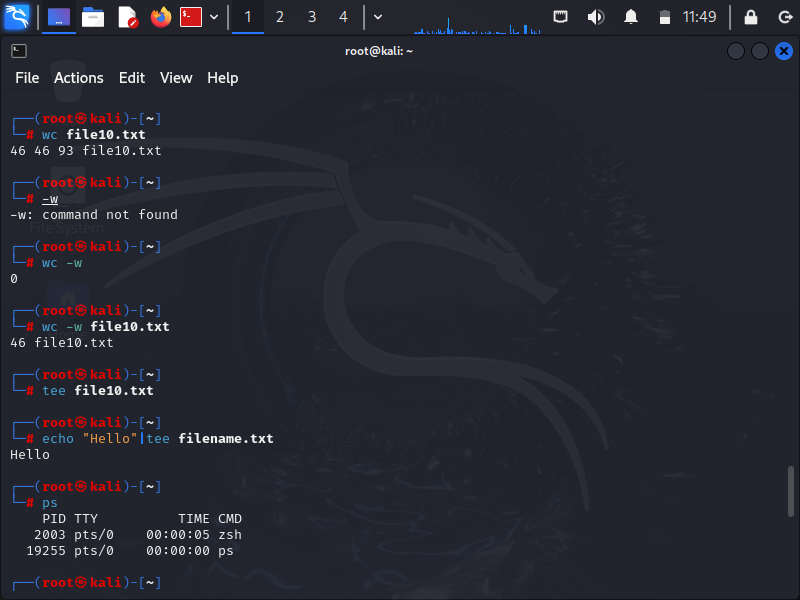 1 2 3 4 11:49
root@kali: ~
File Actions Edit View Help
┌──(root㉿kali)-[~]
└─# wc file10.txt
46 46 93 file10.txt
┌──(root㉿kali)-[~]
└─# -w
-w: command not found
File System
┌──(root㉿kali)-[~]
└─# wc -w
0
┌──(root㉿kali)-[~]
└─# wc -w file10.txt
46 file10.txt
┌──(root㉿kali)-[~]
└─# tee file10.txt
┌──(root㉿kali)-[~]
└─# echo "Hello"|tee filename.txt
Hello
┌──(root㉿kali)-[~]
└─# ps
PID TTY TIME CMD
2003 pts/0 00:00:05 zsh
19255 pts/0 00:00:00 ps
┌──(root㉿kali)-[~]